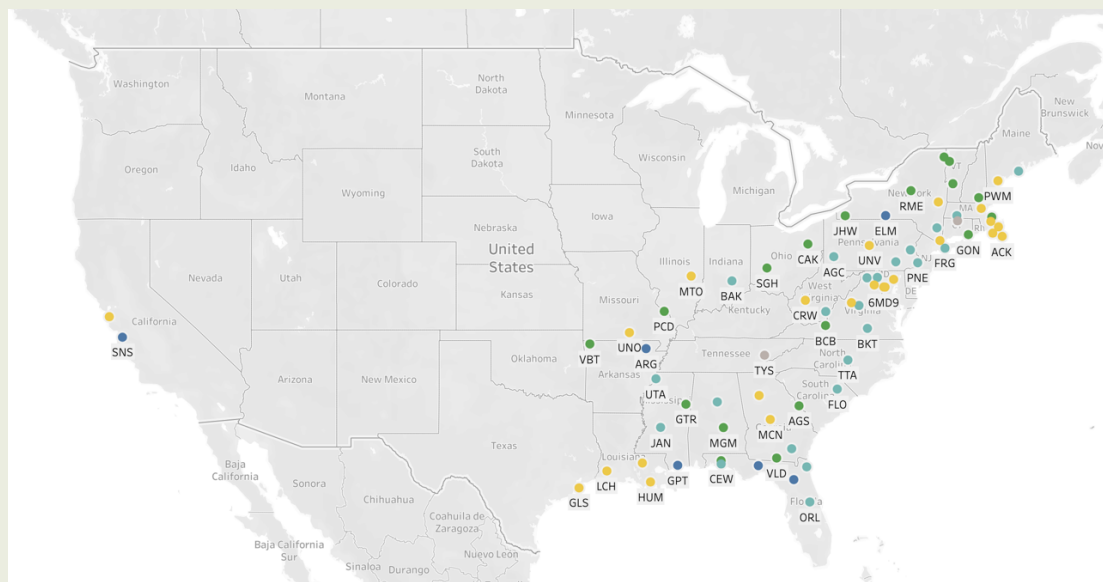 Washington
Montana
North
Dakota
Minnesota
Maine
New
Brunswick
Nov
Oregon
Idaho
South
Dakota
Wisconsin
VT
Wyoming
Michigan
New York
PWM
RME
MA
Iowa
Nebraska
JHW
ELM
ACK
GON
Nevada
Utah
Colorado
United
States
Illinois
Indiana
Ohio
CAK
Pennsylvania
AGC
UNV
FRG
NJ
PNE
MTO
BAK
SGH
Kansas
Missouri
West
Virginia
DE
6MD9
Virginia
CRW
Kentucky
California
SNS
PCD
BCB
BKT
VBT
UNO
ARG
Tennessee
TYS
North
Carolina
TTA
Oklahoma
Arkansas
Arizona
New Mexico
UTA
South
Carolina
FLO
Mississippi
GTR
AGS
MCN
JAN
MGM
Texas
Louisiana
LCH
HUM
GPT
CEW
VLD
GLS
Florida
ORL
Baja
California
Sonora
Chihuahua
Coahuila de
Zaragoza
Baja California
Sur
Sinaloa
Durango
Nuevo León